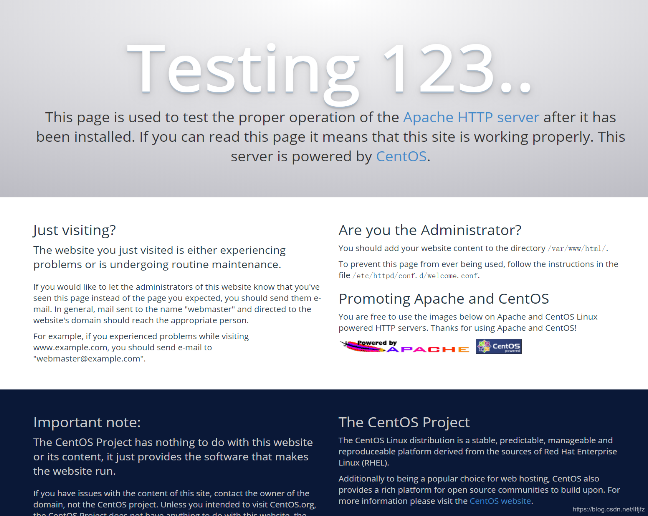 Testing 123..
This page is used to test the proper operation of the Apache HTTP server after it has
been installed. If you can read this page it means that this site is working properly. This
server is powered by CentOS.
Just visiting?
The website you just visited is either experiencing
problems or is undergoing routine maintenance.
If you would like to let the administrators of this website know that you've
seen this page instead of the page you expected, you should send them e-
mail. In general, mail sent to the name "webmaster" and directed to the
website's domain should reach the appropriate person.
For example, if you experienced problems while visiting
www.example.com, you should send e-mail to
"webmaster@example.com".
Are you the Administrator?
You should add your website content to the directory /var/www/html/.
To prevent this page from ever being used, follow the instructions in the
file /etc/httpd/conf.d/welcome.conf.
Promoting Apache and CentOS
You are free to use the images below on Apache and CentOS Linux
powered HTTP servers. Thanks for using Apache and CentOS!
Powered by
APACHE
CentOS
Important note:
The CentOS Project has nothing to do with this website
or its content, it just provides the software that makes
the website run.
If you have issues with the content of this site, contact the owner of the
domain, not the CentOS project. Unless you intended to visit CentOS.org,
the CentOS Project does not have anything to do with this website, the
The CentOS Project
The CentOS Linux distribution is a stable, predictable, manageable and
reproduceable platform derived from the sources of Red Hat Enterprise
Linux (RHEL).
Additionally to being a popular choice for web hosting, CentOS also
provides a rich platform for open source communities to build upon. For
more information please visit the CentOS website.